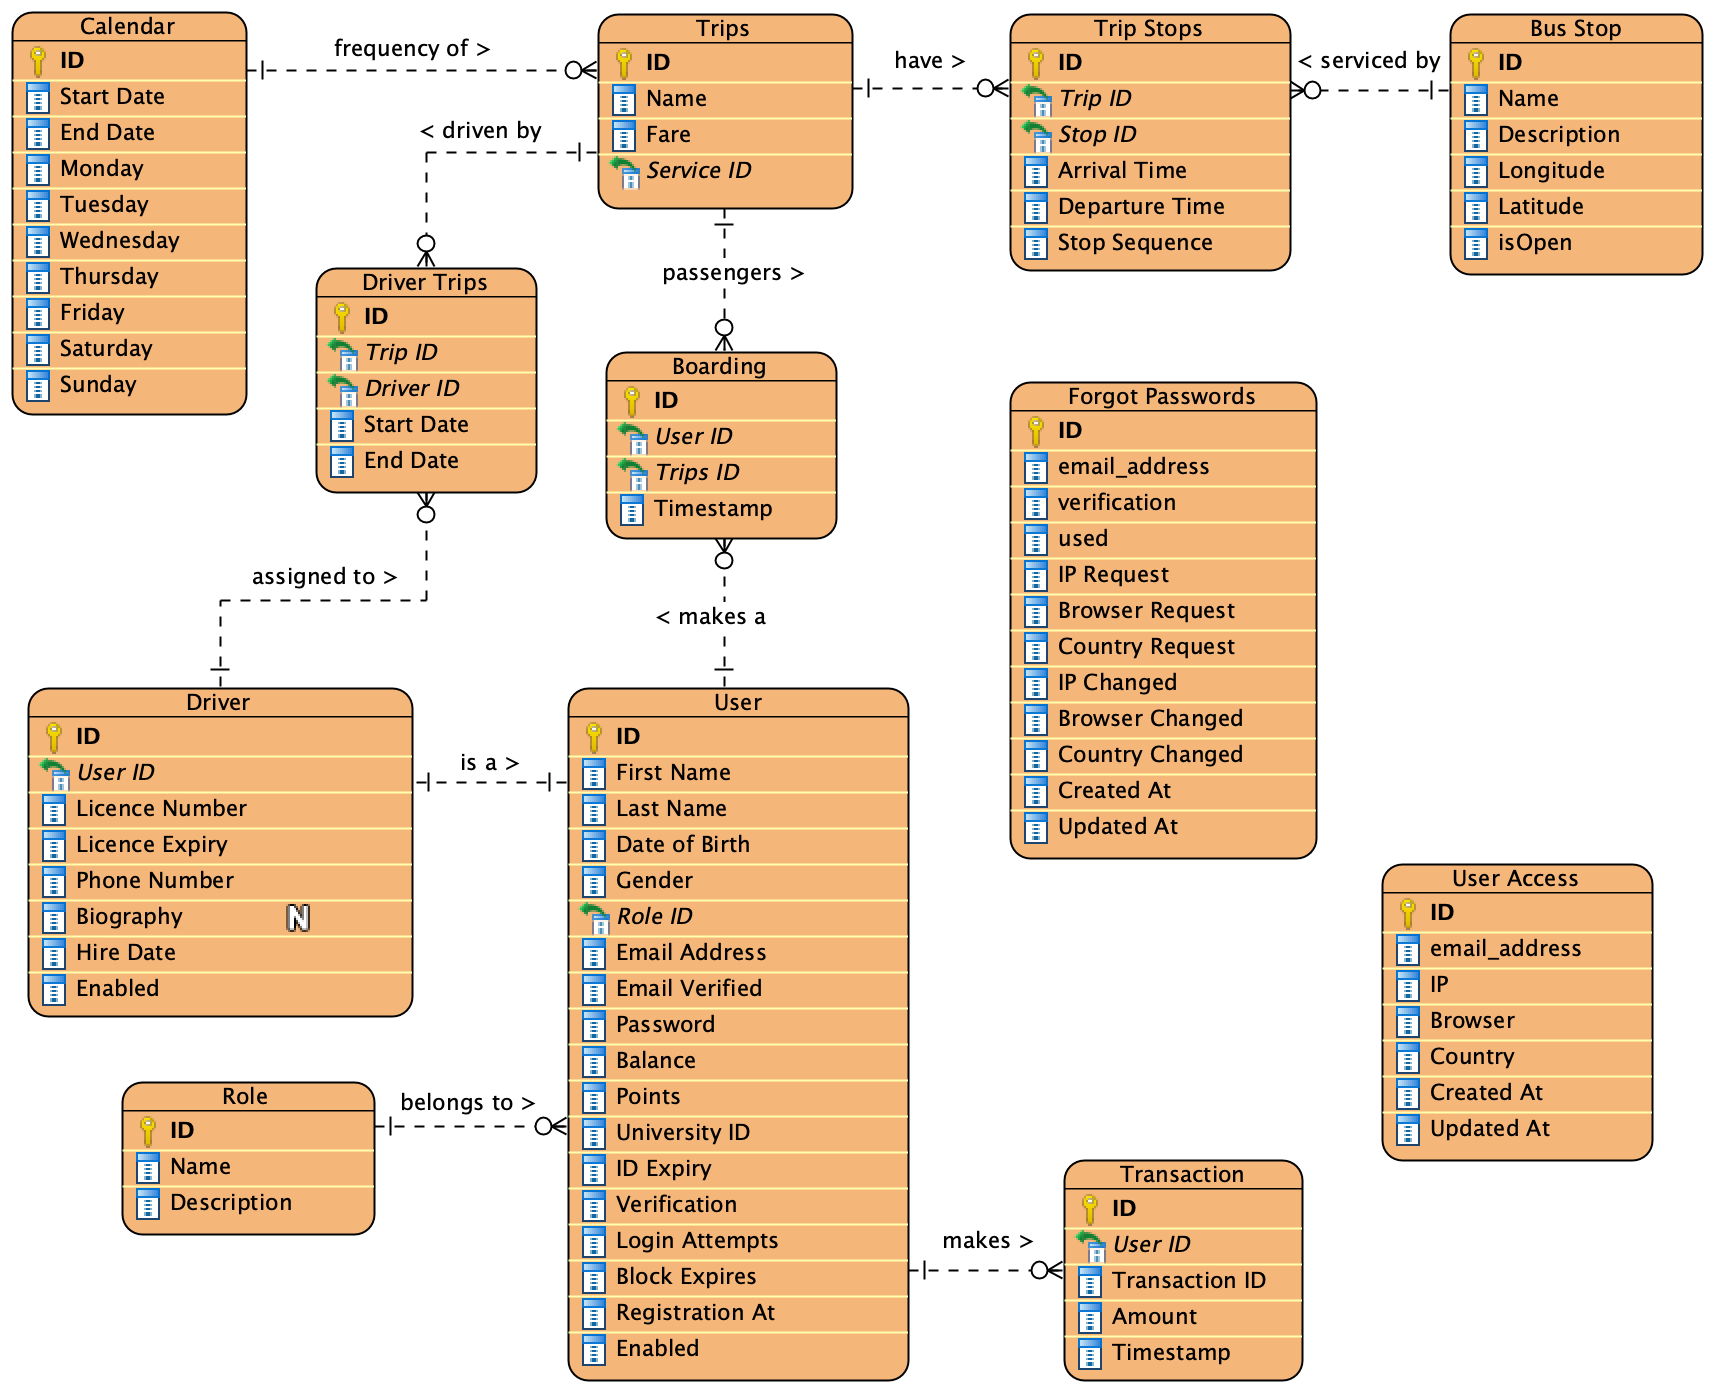 Calendar
ID
Start Date
End Date
Monday
Tuesday
Wednesday
Thursday
Friday
Saturday
Sunday
frequency of >
Trips
ID
Name
Fare
Service ID
have >
Trip Stops
ID
Trip ID
Stop ID
Arrival Time
Departure Time
Stop Sequence
< serviced by
Bus Stop
ID
Name
Description
Longitude
Latitude
isOpen
< driven by
Driver Trips
ID
Trip ID
Driver ID
Start Date
End Date
passengers >
Boarding
ID
User ID
Trips ID
Timestamp
Forgot Passwords
ID
email_address
verification
used
IP Request
Browser Request
Country Request
IP Changed
Browser Changed
Country Changed
Created At
Updated At
assigned to >
< makes a
Driver
ID
User ID
Licence Number
Licence Expiry
Phone Number
Biography N
Hire Date
Enabled
is a >
User
ID
First Name
Last Name
Date of Birth
Gender
Role ID
Email Address
Email Verified
Password
Balance
Points
University ID
ID Expiry
Verification
Login Attempts
Block Expires
Registration At
Enabled
User Access
ID
email_address
IP
Browser
Country
Created At
Updated At
Role
ID
Name
Description
belongs to >
makes >
Transaction
ID
User ID
Transaction ID
Amount
Timestamp